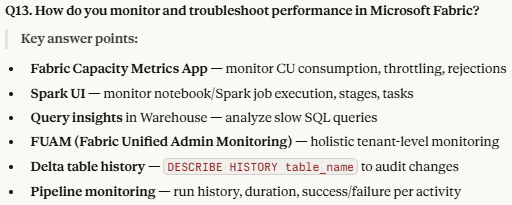 Q13. How do you monitor and troubleshoot performance in Microsoft Fabric?
Key answer points:
• Fabric Capacity Metrics App — monitor CU consumption, throttling, rejections
• Spark UI — monitor notebook/Spark job execution, stages, tasks
• Query insights in Warehouse — analyze slow SQL queries
• FUAM (Fabric Unified Admin Monitoring) — holistic tenant-level monitoring
• Delta table history — DESCRIBE HISTORY table_name to audit changes
• Pipeline monitoring — run history, duration, success/failure per activity